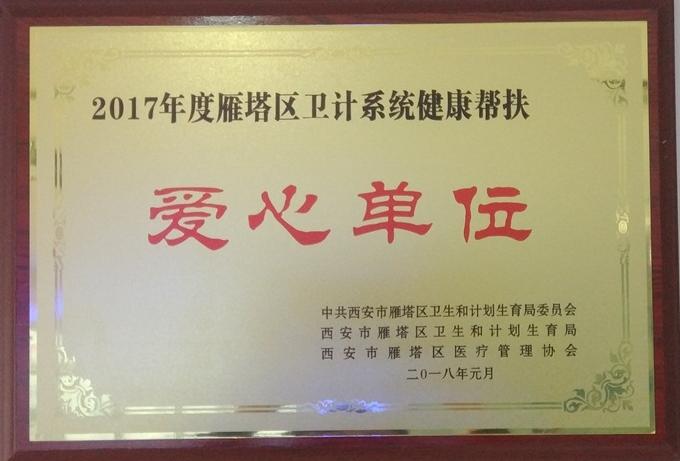 2017年度雁塔区卫计系统健康帮扶
爱心单位
中共西安市雁塔区卫生和计划生育局委员会
西安市雁塔区卫生和计划生育局
西安市雁塔区医疗管理协会
二〇一八年元月